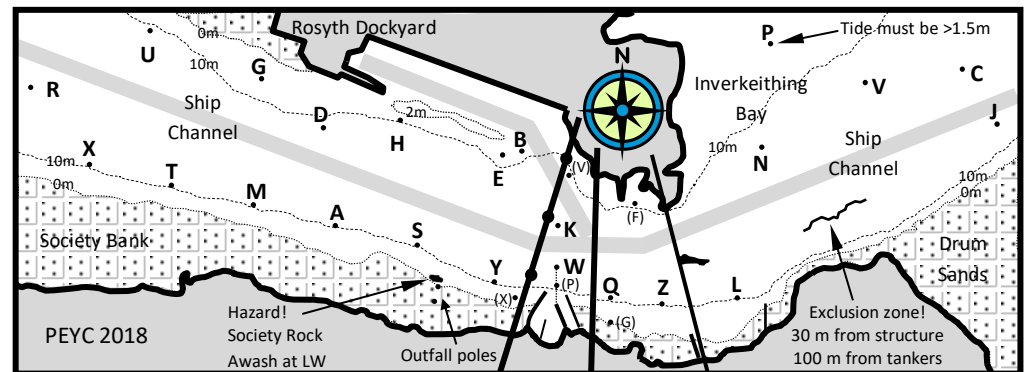 Rosyth Dockyard
P
Tide must be >1.5m
0m
U
N
10m
G
Inverkeithing
Bay
V
C
R
Ship
Channel
D
2m
H
J
Ship
Channel
B
10m
N
X
10m
E
(V)
T
0m
10m
0m
M
(F)
A
K
S
Society Bank
Drum
Sands
Y
W
(P)
Q
Z
L
(X)
(G)
Hazard!
Society Rock
Awash at LW
Outfall poles
Exclusion zone!
30 m from structure
100 m from tankers
PEYC 2018